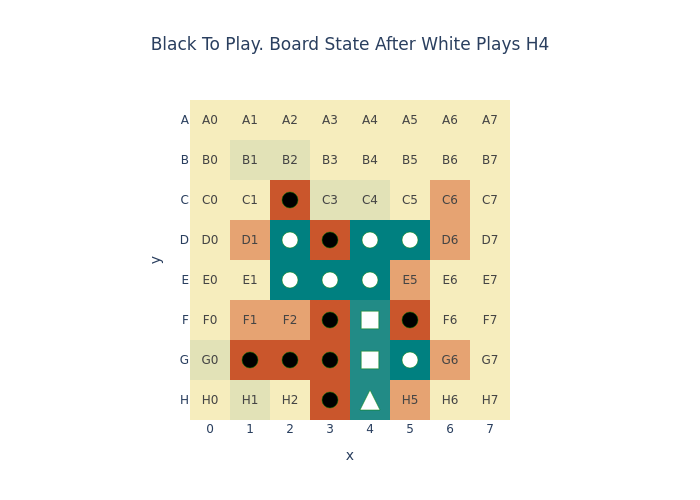 Black To Play. Board State After White Plays H4
A A0 A1 A2 A3 A4 A5 A6 A7
B B0 B1 B2 B3 B4 B5 B6 B7
C C0 C1 C3 C4 C5 C6 C7
D D0 D1 D6 D7
y
E E0 E1 E5 E6 E7
F F0 F1 F2 F6 F7
G G0 G6 G7
H H0 H1 H2 H5 H6 H7
0 1 2 3 4 5 6 7
x